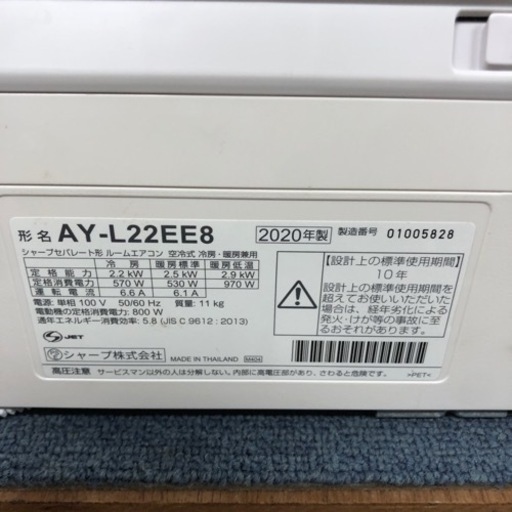 形名 AY-L22EE8 2020年製 製造番号 01005828
シャープセパレート形 ルームエアコン 空冷式 冷房・暖房兼用
冷房 暖房標準 暖房低温
定格能力 2.2 kW 2.5 kW 2.9 kW
定格消費電力 570 W 530 W 970 W
運転電流 6.6 A 6.1 A
電源: 単相 100 V 50/60 Hz 質量: 11 kg
電動機の定格消費電力: 800 W
通年エネルギー消費効率: 5.8 (JIS C 9612 : 2013)
JET
シャープ株式会社 MADE IN THAILAND M404
【設計上の標準使用期間】
10年
設計上の標準使用期間を
超えてお使いいただいた
場合は、経年劣化による
発火・けが等の事故に至
るおそれがあります。
高圧注意 サービスマン以外の人は分解しない。内部に高電圧部があり、さわると危険。 >PET<